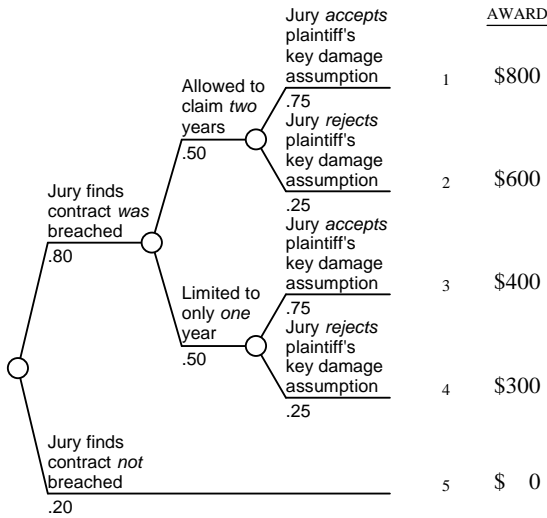 AWARD
Jury accepts
plaintiff's
key damage
assumption
.75
1 $800
Allowed to
claim two
years
.50
Jury rejects
plaintiff's
key damage
assumption
.25
2 $600
Jury finds
contract was
breached
.80
Jury accepts
plaintiff's
key damage
assumption
.75
3 $400
Limited to
only one
year
.50
Jury rejects
plaintiff's
key damage
assumption
.25
4 $300
Jury finds
contract not
breached
.20
5 $ 0